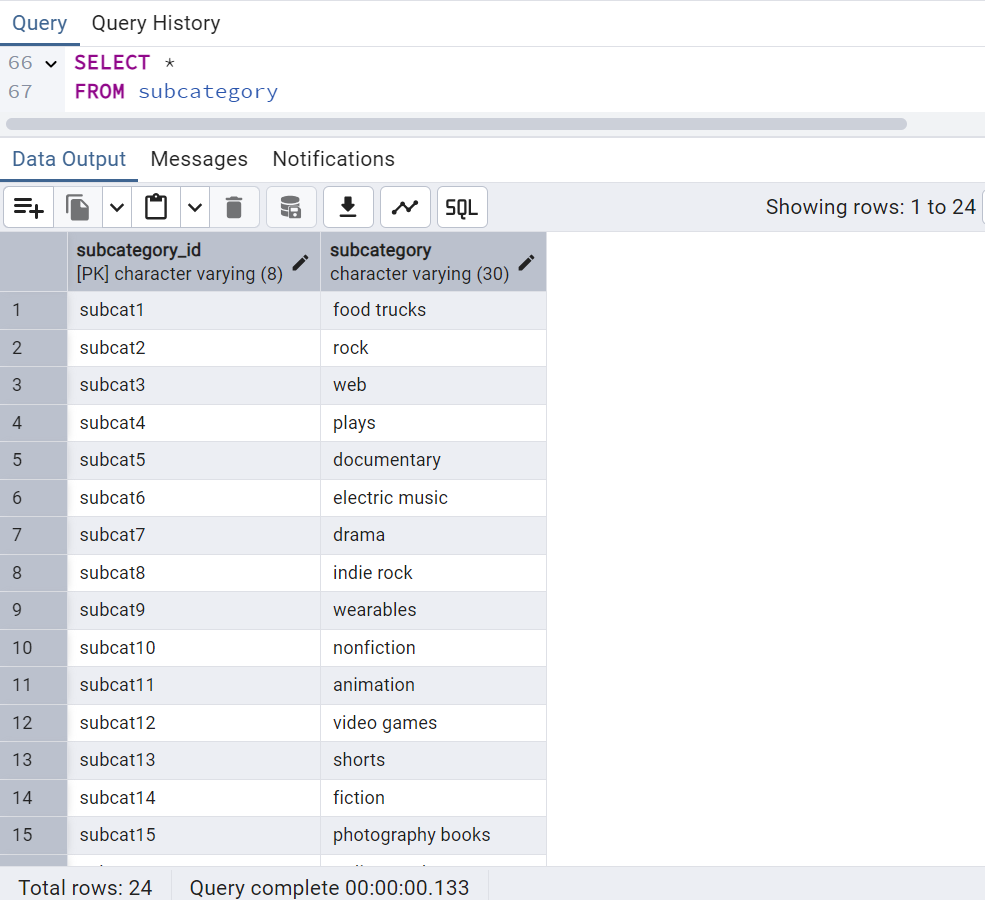 Query Query History
66 SELECT *
67 FROM subcategory
Data Output Messages Notifications
SQL Showing rows: 1 to 24
subcategory_id subcategory
[PK] character varying (8) character varying (30)
1 subcat1 food trucks
2 subcat2 rock
3 subcat3 web
4 subcat4 plays
5 subcat5 documentary
6 subcat6 electric music
7 subcat7 drama
8 subcat8 indie rock
9 subcat9 wearables
10 subcat10 nonfiction
11 subcat11 animation
12 subcat12 video games
13 subcat13 shorts
14 subcat14 fiction
15 subcat15 photography books
Total rows: 24 Query complete 00:00:00.133